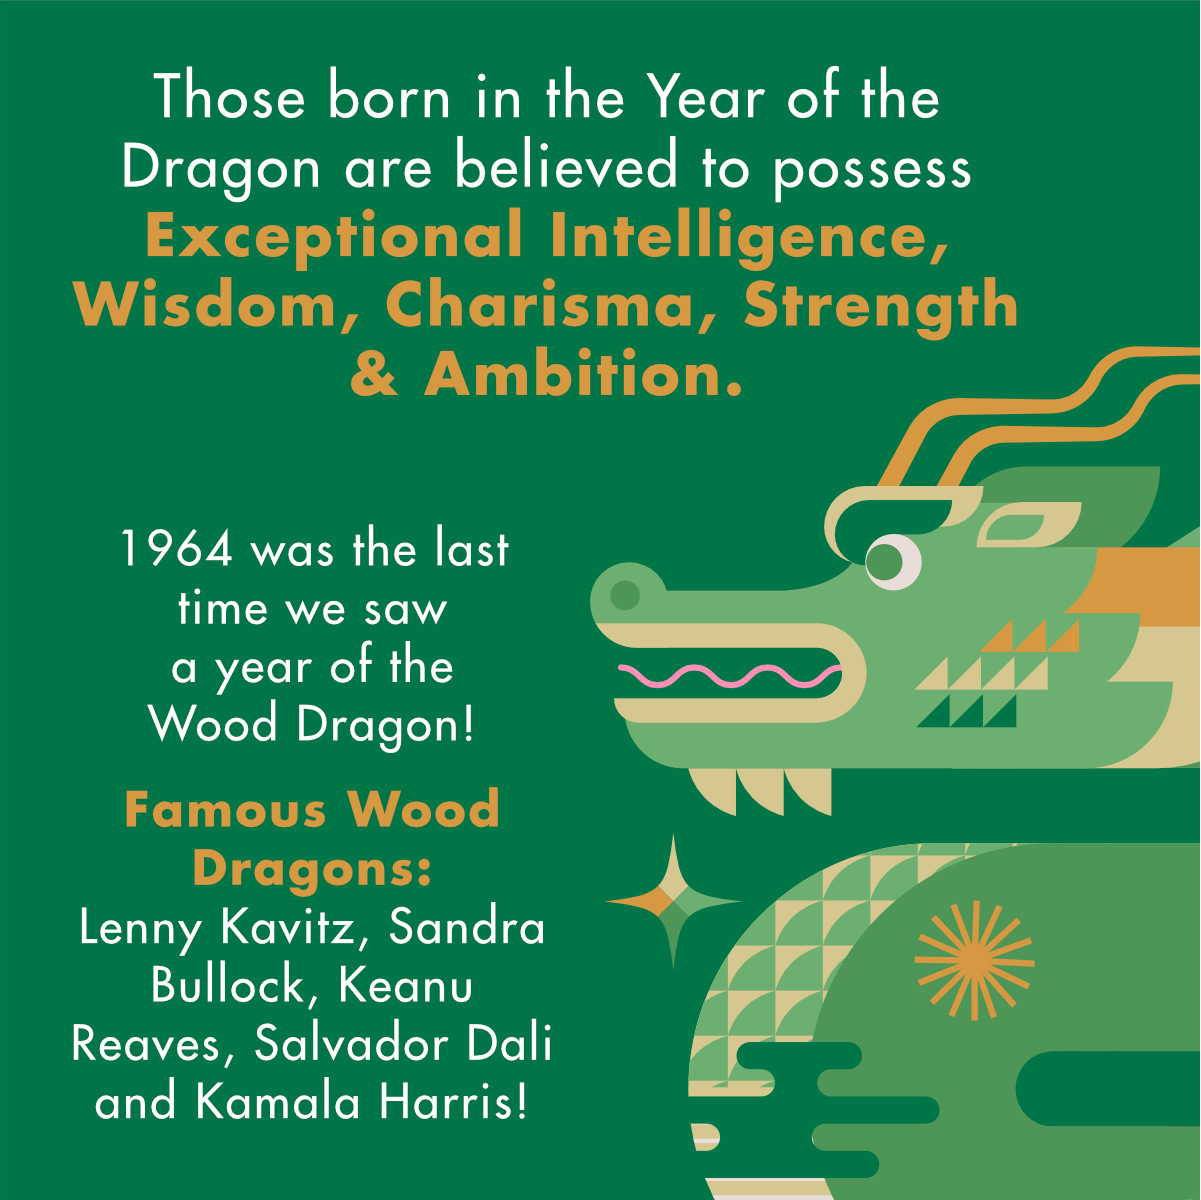 Those born in the Year of the
Dragon are believed to possess
Exceptional Intelligence,
Wisdom, Charisma, Strength
& Ambition.
1964 was the last
time we saw
a year of the
Wood Dragon!
Famous Wood
Dragons:
Lenny Kavitz, Sandra
Bullock, Keanu
Reaves, Salvador Dali
and Kamala Harris!